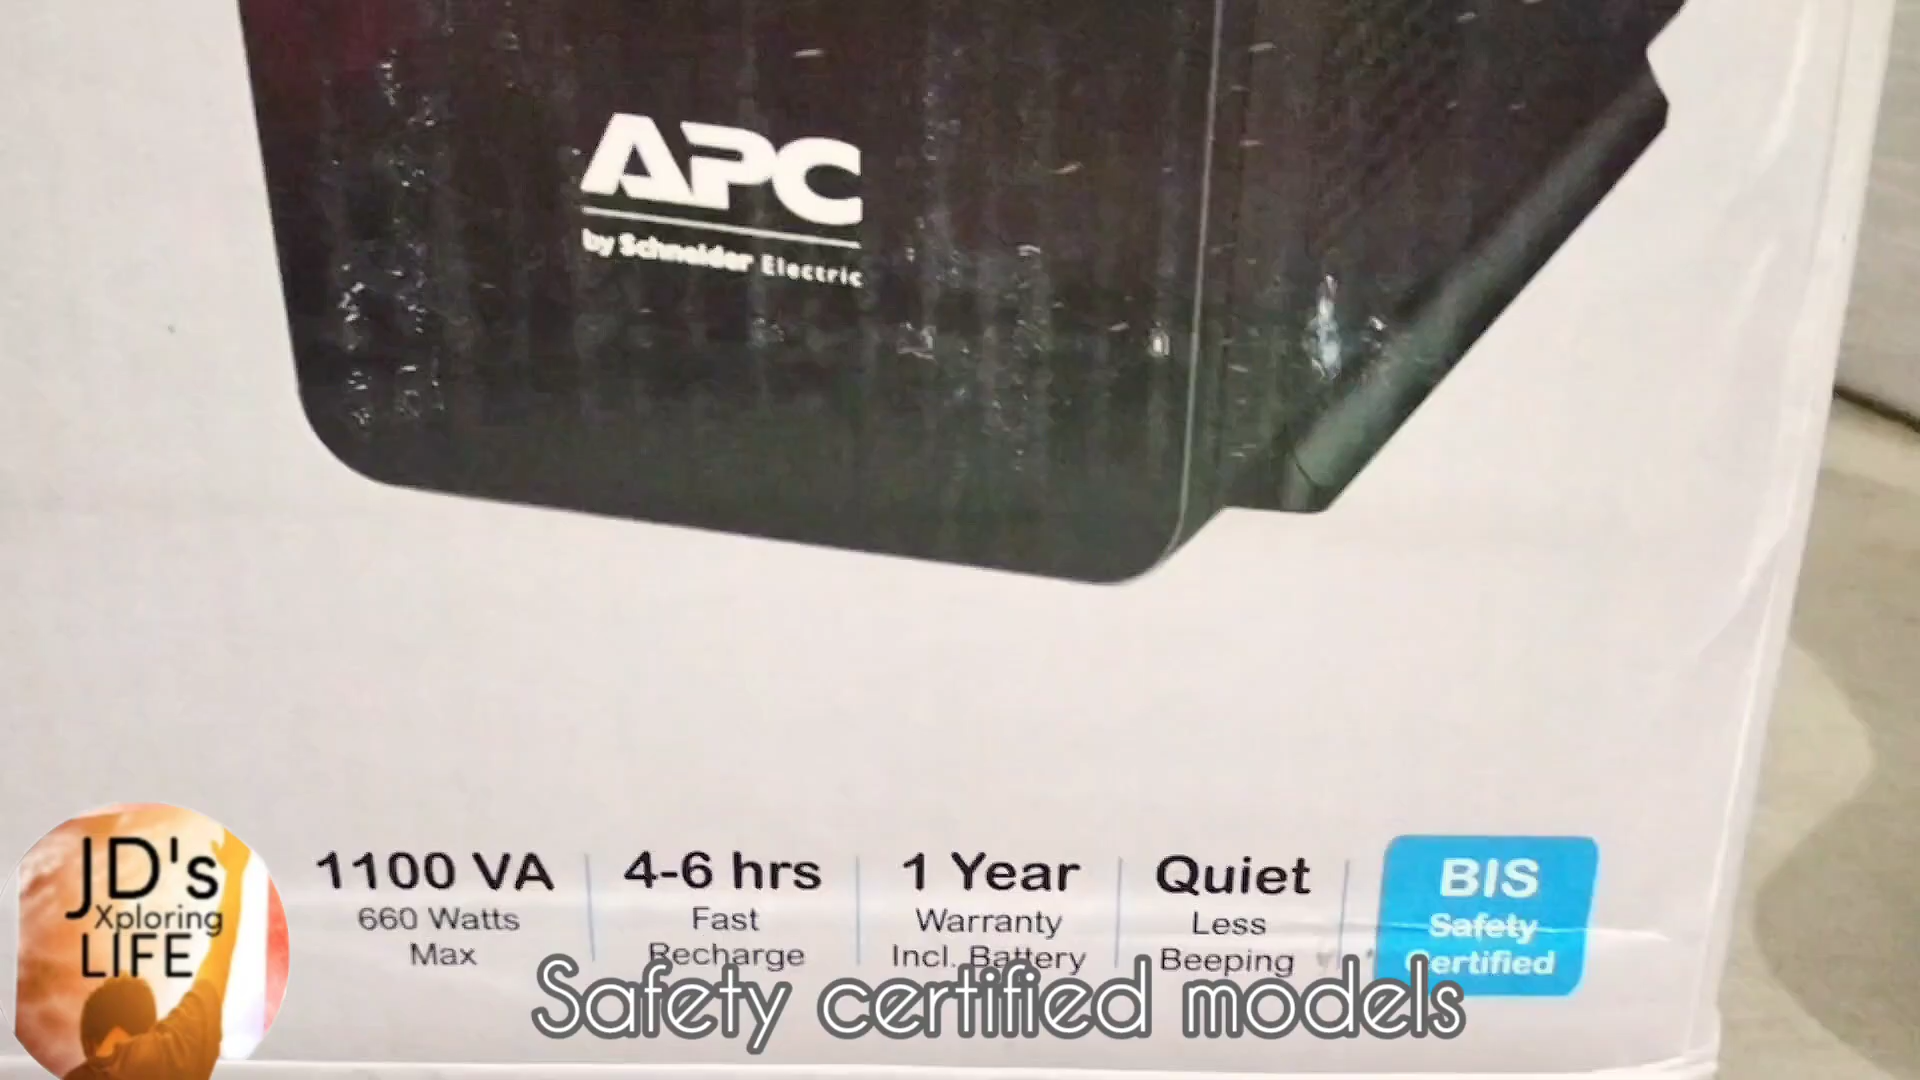 APC
by Schneider Electric
1100 VA
660 Watts
Max
4-6 hrs
Fast
Recharge
1 Year
Warranty
Incl. Battery
Quiet
Less
Beeping
BIS
Safety
Certified
JD's
Xploring
LIFE
Safety certified models